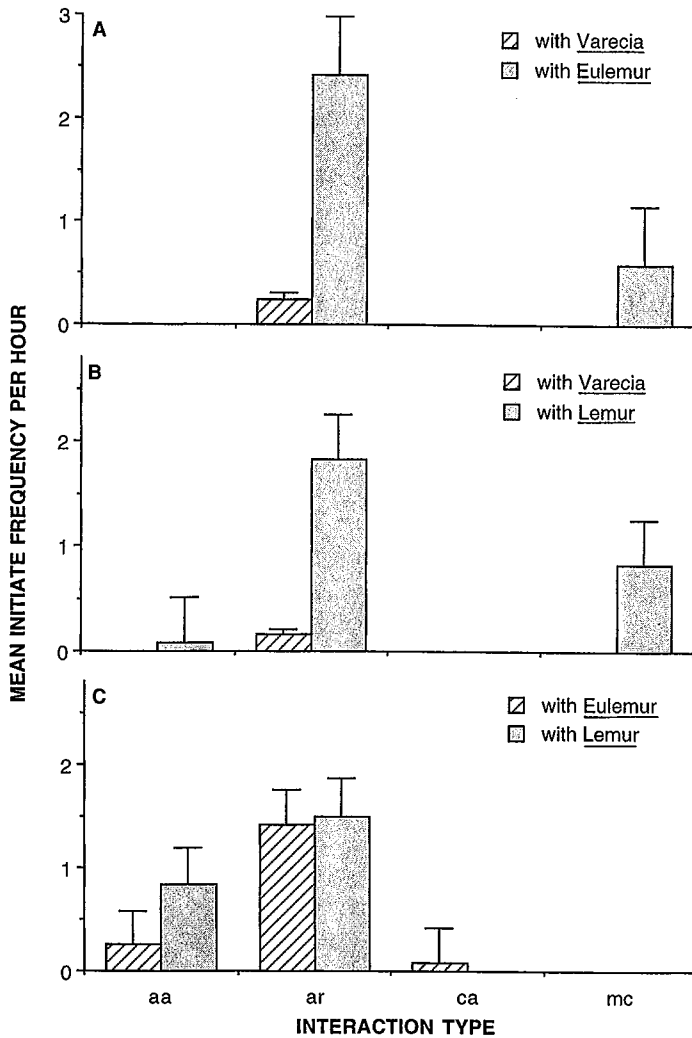 MEAN INITIATE FREQUENCY PER HOUR
A
3
2
1
0
with Varecia
with Eulemur
B
2
1
0
with Varecia
with Lemur
C
2
1
0
with Eulemur
with Lemur
aa ar ca mc
INTERACTION TYPE